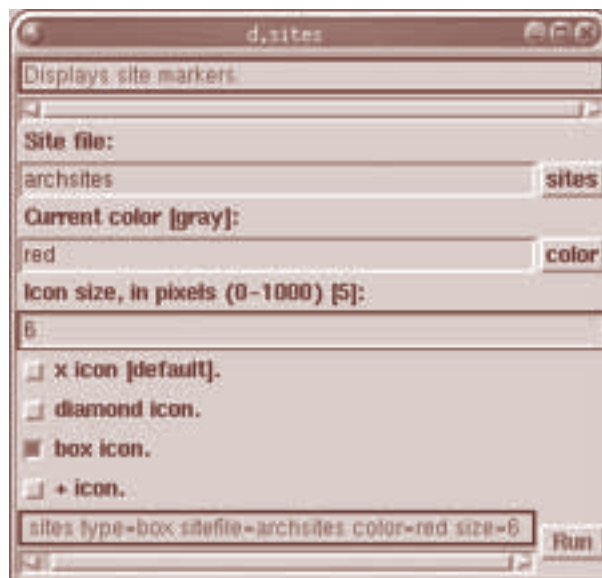 d.sites
Displays site markers.
Site file:
archsites
sites
Current color [gray]:
red
color
Icon size, in pixels (0-1000) [5]:
6
x icon [default].
diamond icon.
box icon.
+ icon.
sites type=box sitefile=archsites color=red size=6
Run